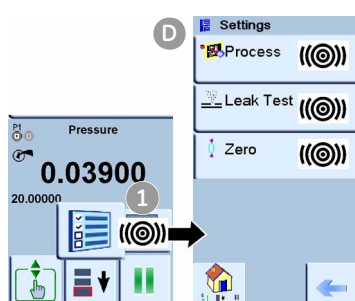 D
Settings
Process
Leak Test
Zero
P1
Pressure
0.03900
20.00000
1